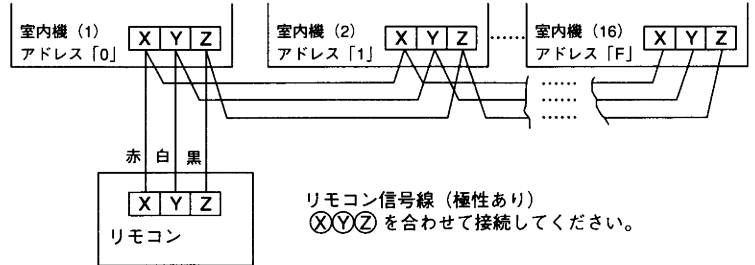 室内機（1）
アドレス「0」
X Y Z
室内機（2）
アドレス「1」
X Y Z
……
室内機（16）
アドレス「F」
X Y Z
……
……
……
赤 白 黒
X Y Z
リモコン
リモコン信号線（極性あり）
ⓍⓎⓏ を合わせて接続してください。